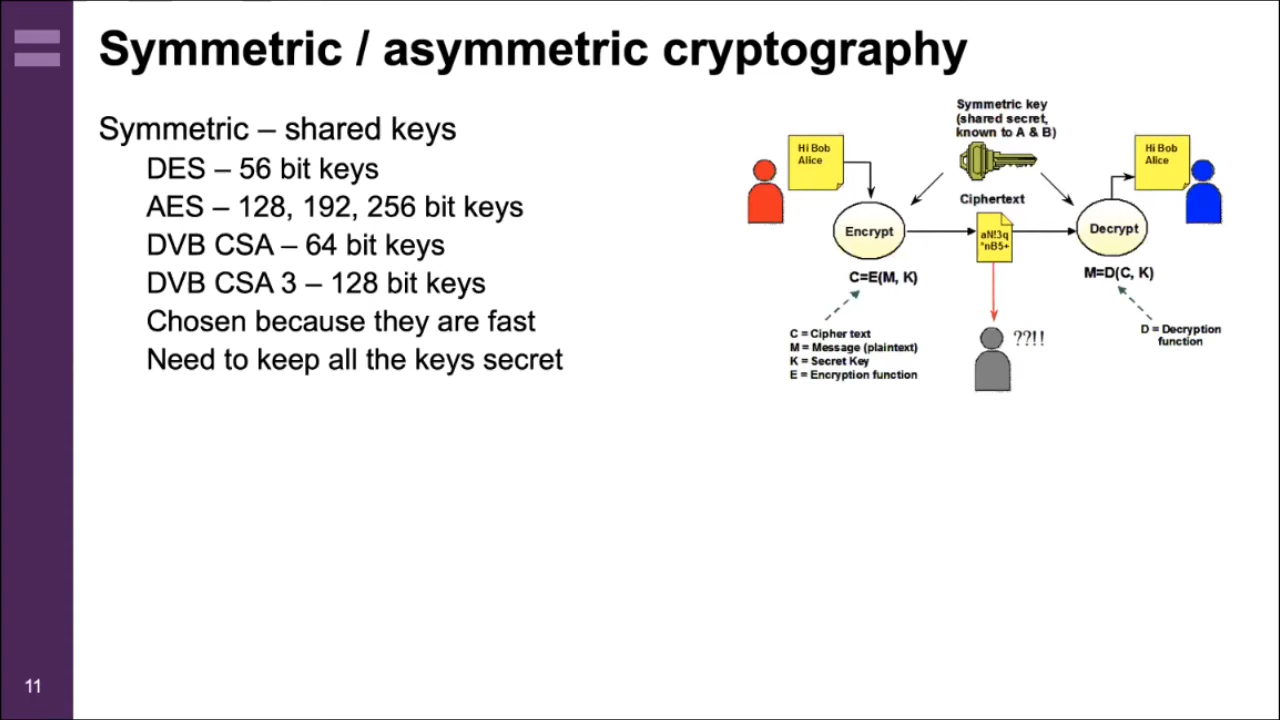 Symmetric / asymmetric cryptography
Symmetric – shared keys
DES – 56 bit keys
AES – 128, 192, 256 bit keys
DVB CSA – 64 bit keys
DVB CSA 3 – 128 bit keys
Chosen because they are fast
Need to keep all the keys secret
Symmetric key
(shared secret,
known to A & B)
Hi Bob
Alice
Hi Bob
Alice
Ciphertext
Encrypt
aN!3q
*nB5+
Decrypt
C=E(M, K)
M=D(C, K)
C = Cipher text
M = Message (plaintext)
K = Secret Key
E = Encryption function
??!!
D = Decryption
function
11